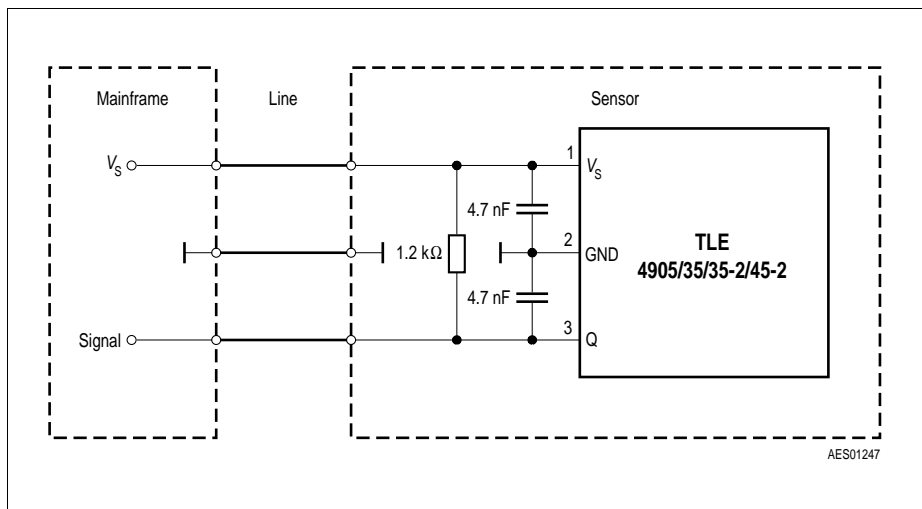 Mainframe
Line
Sensor
V_S
1
V_S
4.7 nF
1.2 kΩ
2
GND
TLE
4905/35/35-2/45-2
4.7 nF
3
Signal
Q
AES01247